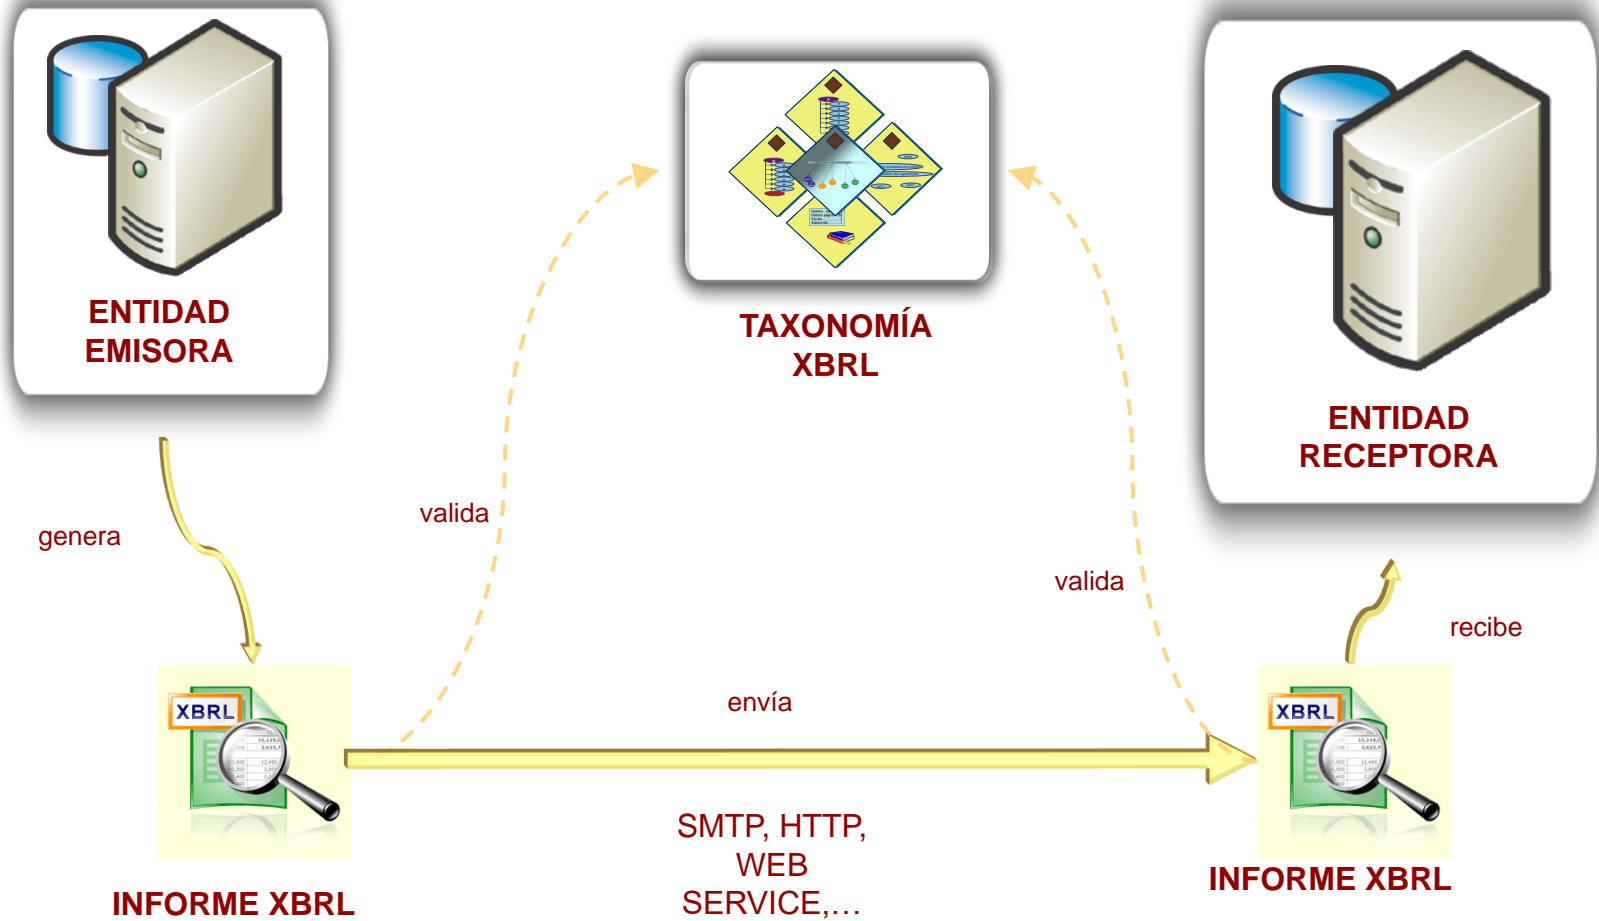 ENTIDAD
EMISORA
TAXONOMÍA
XBRL
ENTIDAD
RECEPTORA
genera
valida
valida
recibe
envía
XBRL
XBRL
SMTP, HTTP,
WEB
SERVICE,...
INFORME XBRL
INFORME XBRL